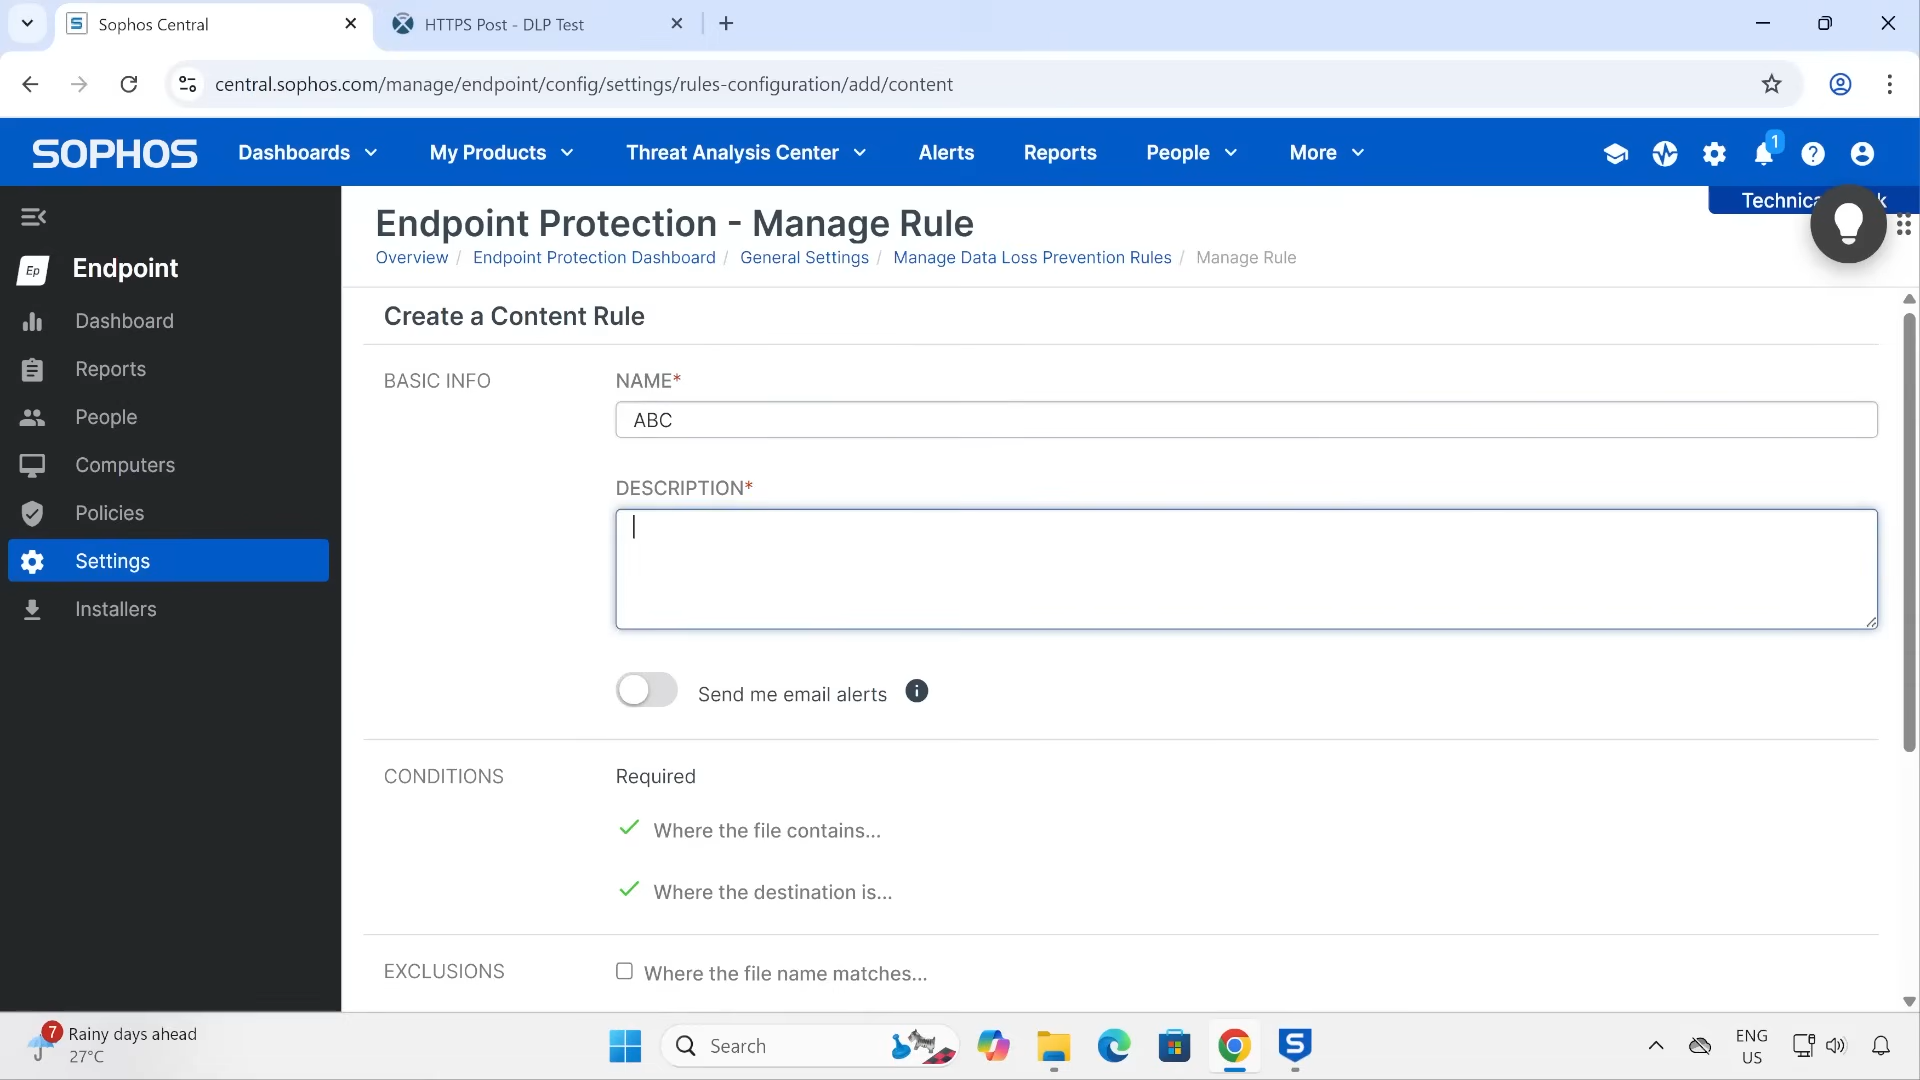 Sophos Central
HTTPS Post - DLP Test
central.sophos.com/manage/endpoint/config/settings/rules-configuration/add/content
SOPHOS
Dashboards
My Products
Threat Analysis Center
Alerts
Reports
People
More
1
Endpoint Protection - Manage Rule
Overview / Endpoint Protection Dashboard / General Settings / Manage Data Loss Prevention Rules / Manage Rule
Ep
Endpoint
Dashboard
Reports
People
Computers
Policies
Settings
Installers
Create a Content Rule
BASIC INFO
NAME*
ABC
DESCRIPTION*
Send me email alerts
CONDITIONS
Required
Where the file contains...
Where the destination is...
EXCLUSIONS
Where the file name matches...
7
Rainy days ahead
27°C
Search
ENG
US